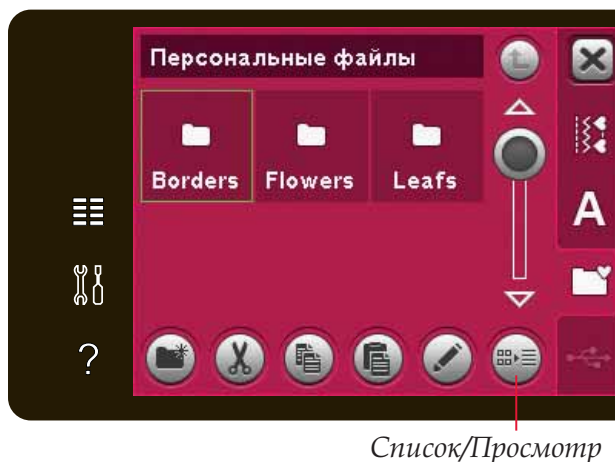 Персональные файлы
Borders Flowers Leafs
A
?
Список/Просмотр